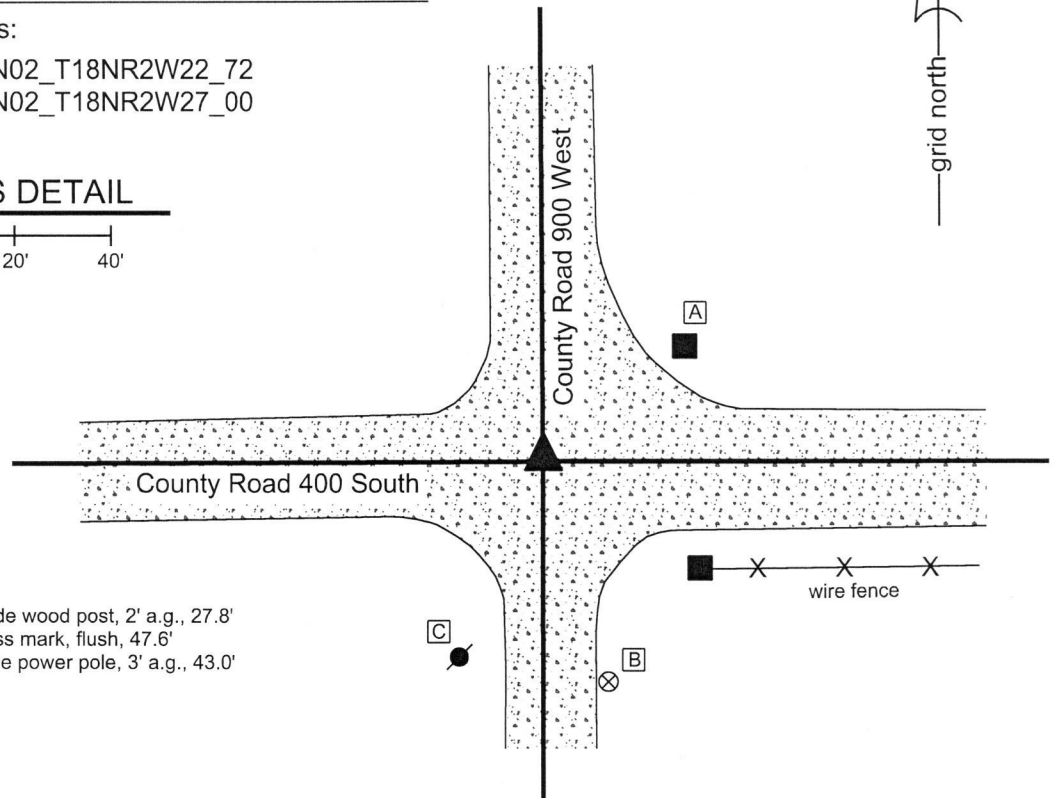 s:
N02_T18NR2W22_72
N02_T18NR2W27_00
S DETAIL
20' 40'
County Road 900 West
grid north
A
County Road 400 South
X X X
wire fence
de wood post, 2' a.g., 27.8'
ss mark, flush, 47.6'
e power pole, 3' a.g., 43.0'
C
B